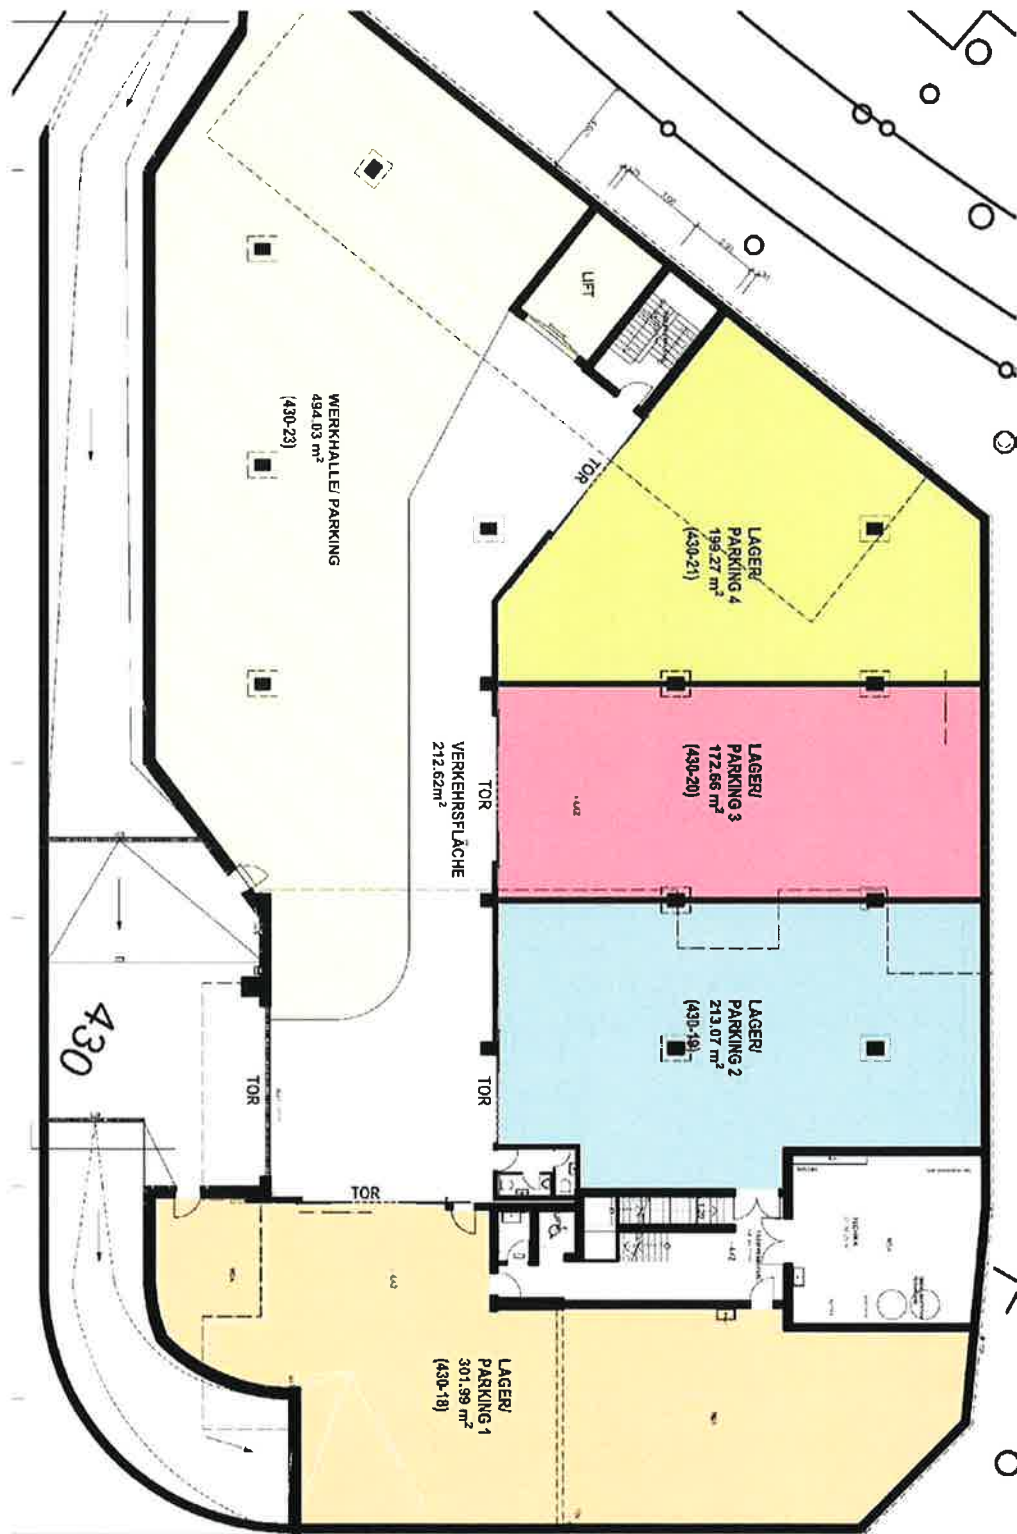 LIFT
WERKHALLE/ PARKING
494.03 m²
(430-23)
TOR
LAGER/
PARKING 4
199.27 m²
(430-21)
LAGER/
PARKING 3
172.66 m²
(430-20)
VERKEHRSFLÄCHE
212.62m²
TOR
LAGER/
PARKING 2
213.07 m²
(430-19)
TOR
430
TOR
TOR
LAGER/
PARKING 1
301.99 m²
(430-18)